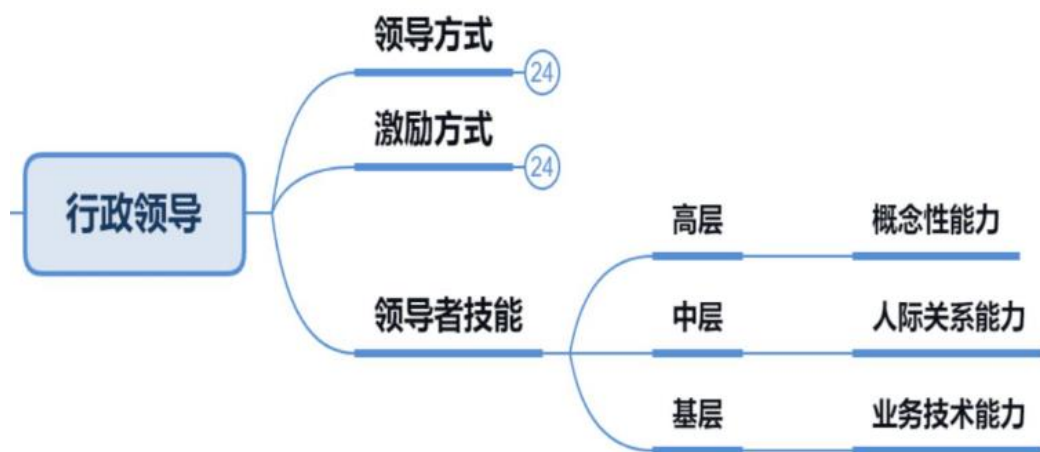 领导方式
24
激励方式
24
行政领导
高层
概念性能力
领导者技能
中层
人际关系能力
基层
业务技术能力